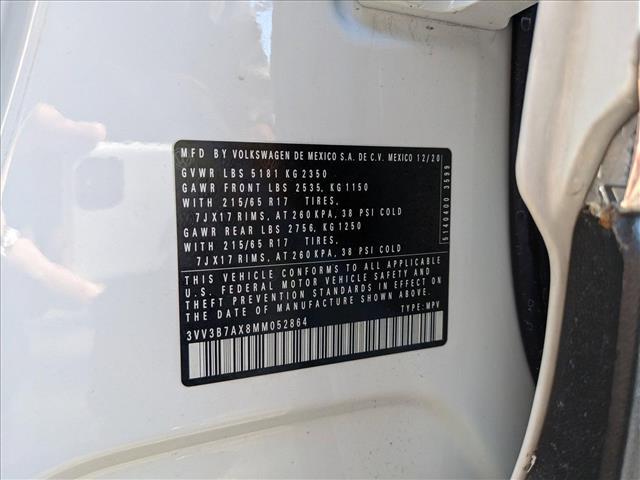 MFD BY VOLKSWAGEN DE MEXICO S.A. DE C.V. MEXICO 12/20
GVWR LBS 5181 KG 2350
GAWR FRONT LBS 2535, KG 1150
WITH 215/65 R17 TIRES,
7JX17 RIMS, AT 260 KPA, 38 PSI COLD
GAWR REAR LBS 2756, KG 1250
WITH 215/65 R17 TIRES,
7JX17 RIMS, AT 260 KPA, 38 PSI COLD
THIS VEHICLE CONFORMS TO ALL APPLICABLE
U.S. FEDERAL MOTOR VEHICLE SAFETY AND
THEFT PREVENTION STANDARDS IN EFFECT ON
THE DATE OF MANUFACTURE SHOWN ABOVE.
3VV3B7AX8MM052864 TYPE: MPV
5140400 3599